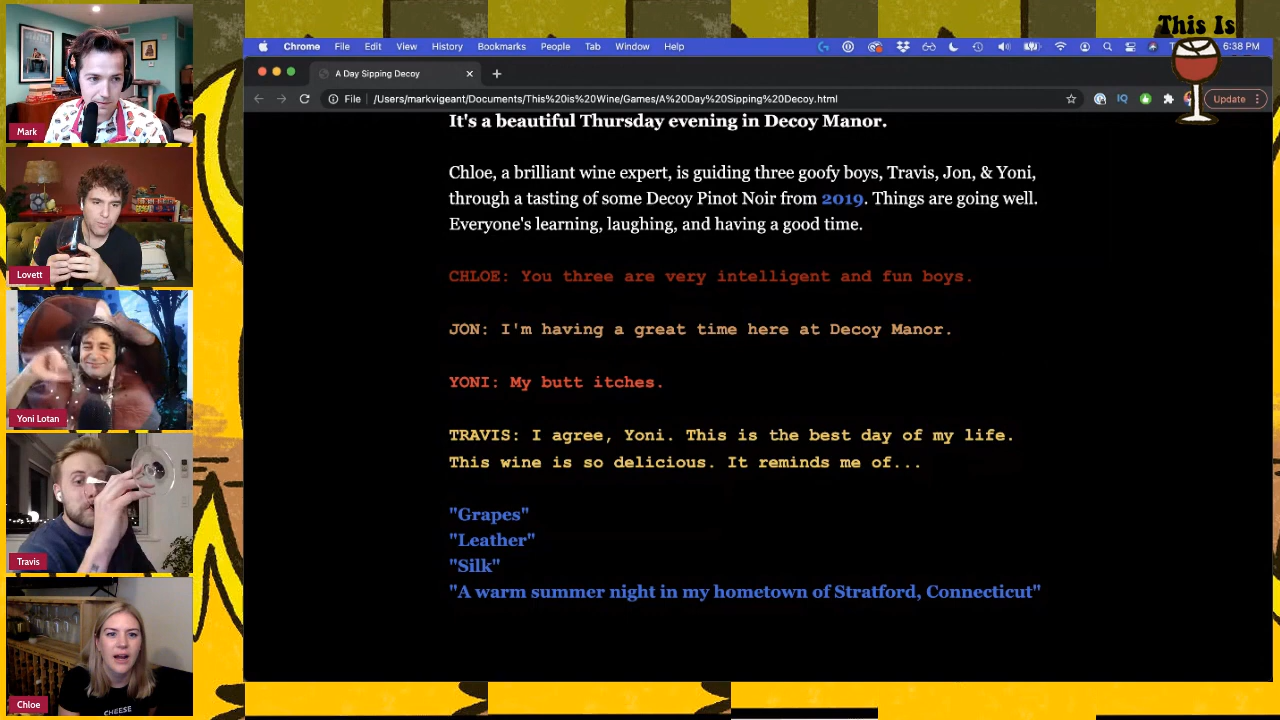 This Is
Chrome File Edit View History Bookmarks People Tab Window Help
6:38 PM
A Day Sipping Decoy
File /Users/markvigeant/Documents/This%20is%20Wine/Games/A%20Day%20Sipping%20Decoy.html
IQ
Update
It's a beautiful Thursday evening in Decoy Manor.
Chloe, a brilliant wine expert, is guiding three goofy boys, Travis, Jon, & Yoni,
through a tasting of some Decoy Pinot Noir from 2019. Things are going well.
Everyone's learning, laughing, and having a good time.
CHLOE: You three are very intelligent and fun boys.
JON: I'm having a great time here at Decoy Manor.
YONI: My butt itches.
TRAVIS: I agree, Yoni. This is the best day of my life.
This wine is so delicious. It reminds me of...
"Grapes"
"Leather"
"Silk"
"A warm summer night in my hometown of Stratford, Connecticut"
Mark
Lovett
Yoni Lotan
Travis
Chloe
CHEESE